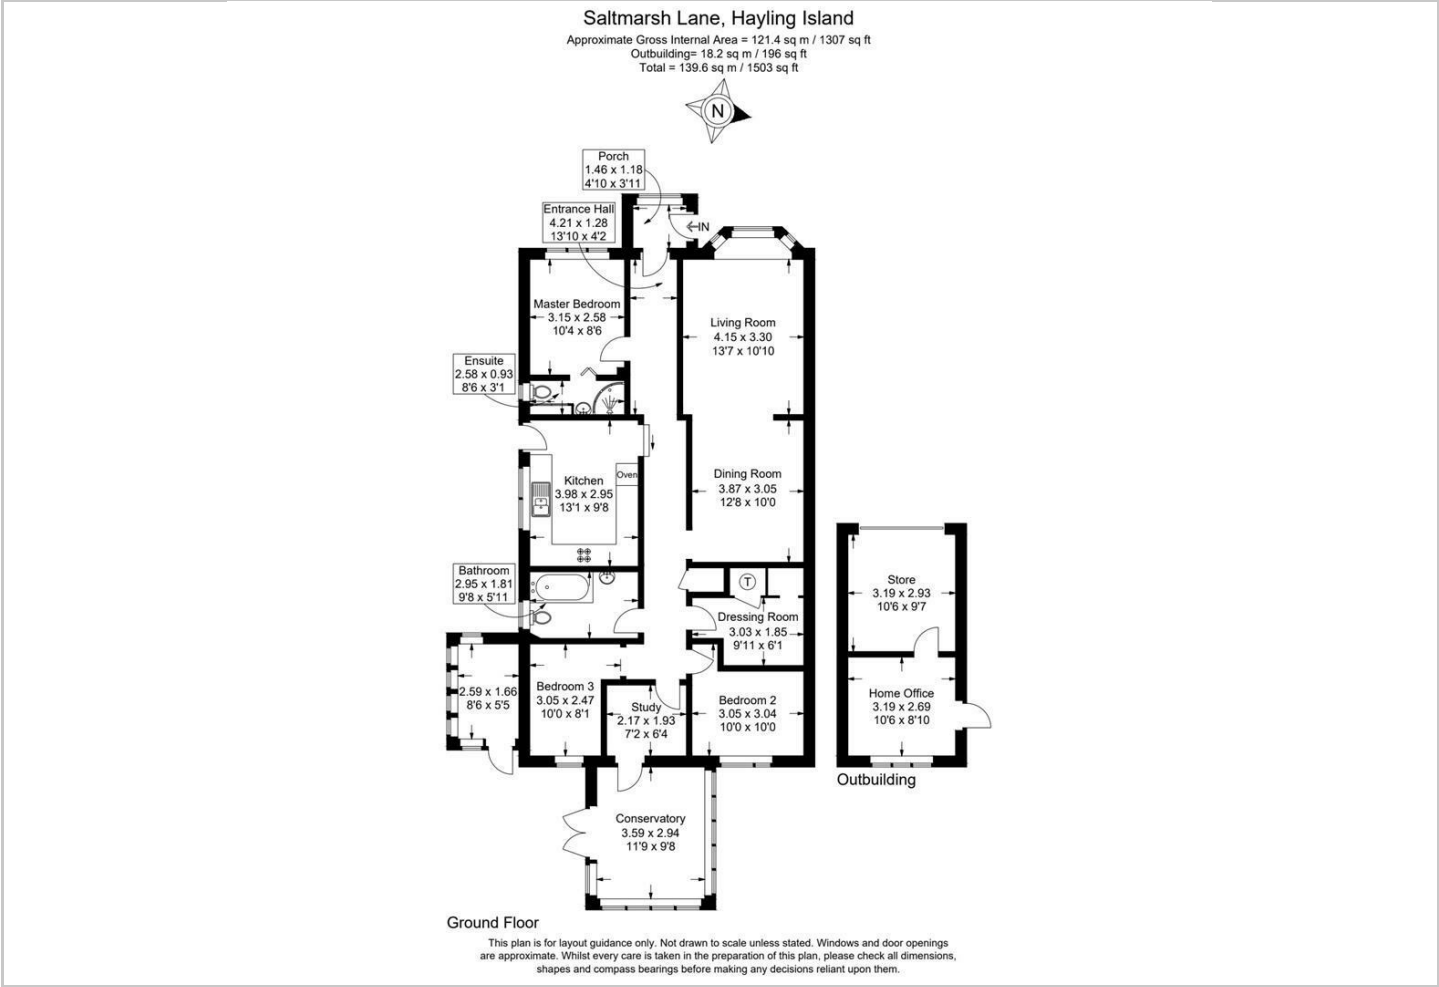 Saltmarsh Lane, Hayling Island
Approximate Gross Internal Area = 121.4 sq m / 1307 sq ft
Outbuilding= 18.2 sq m / 196 sq ft
Total = 139.6 sq m / 1503 sq ft
N
Porch
1.46 x 1.18
4'10 x 3'11
Entrance Hall
4.21 x 1.28
13'10 x 4'2
IN
Master Bedroom
3.15 x 2.58
10'4 x 8'6
Living Room
4.15 x 3.30
13'7 x 10'10
Ensuite
2.58 x 0.93
8'6 x 3'1
Kitchen
3.98 x 2.95
13'1 x 9'8
Oven
Dining Room
3.87 x 3.05
12'8 x 10'0
Bathroom
2.95 x 1.81
9'8 x 5'11
T
Dressing Room
3.03 x 1.85
9'11 x 6'1
Store
3.19 x 2.93
10'6 x 9'7
2.59 x 1.66
8'6 x 5'5
Bedroom 3
3.05 x 2.47
10'0 x 8'1
Study
2.17 x 1.93
7'2 x 6'4
Bedroom 2
3.05 x 3.04
10'0 x 10'0
Home Office
3.19 x 2.69
10'6 x 8'10
Outbuilding
Conservatory
3.59 x 2.94
11'9 x 9'8
Ground Floor
This plan is for layout guidance only. Not drawn to scale unless stated. Windows and door openings
are approximate. Whilst every care is taken in the preparation of this plan, please check all dimensions,
shapes and compass bearings before making any decisions reliant upon them.